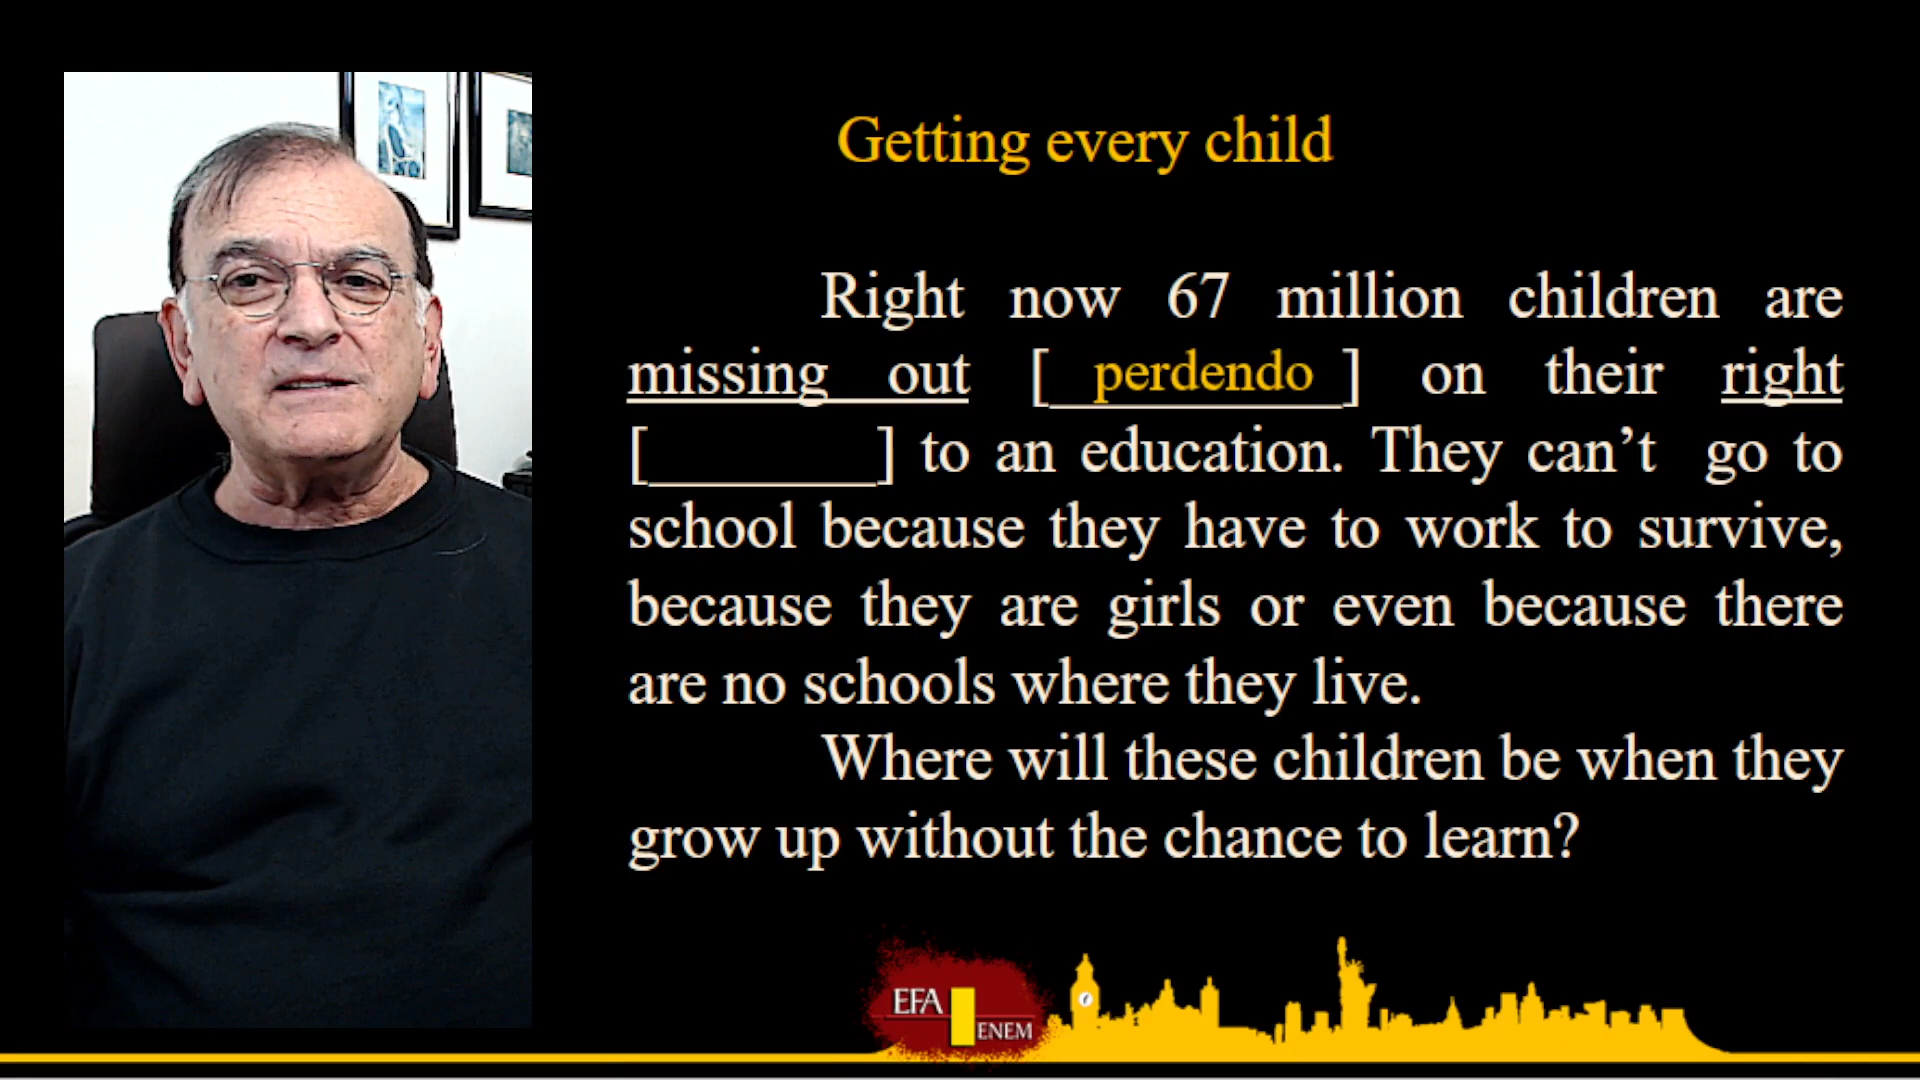 Getting every child
Right now 67 million children are
missing out [ perdendo ] on their right
[________] to an education. They can’t go to
school because they have to work to survive,
because they are girls or even because there
are no schools where they live.
Where will these children be when they
grow up without the chance to learn?
EFA
ENEM